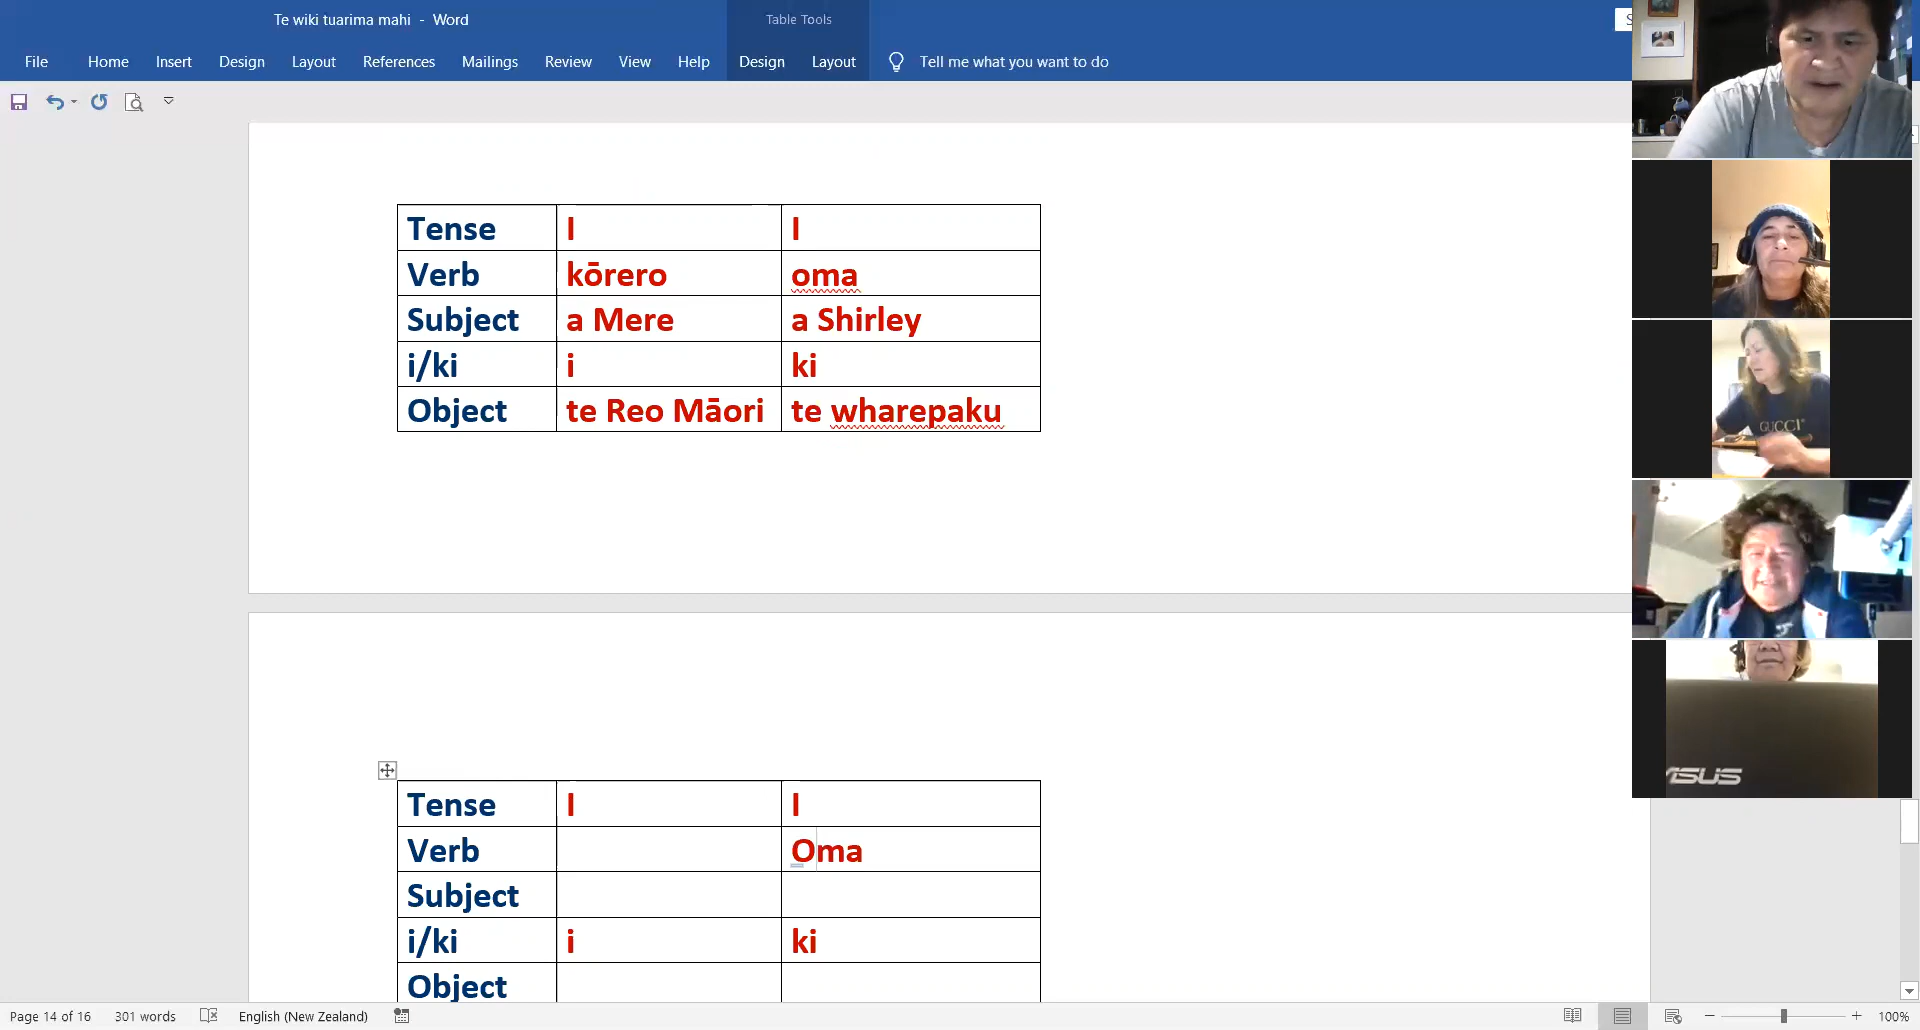 Te wiki tuarima mahi - Word
Table Tools
S
File Home Insert Design Layout References Mailings Review View Help Design Layout Tell me what you want to do
Tense I I
Verb kōrero oma
Subject a Mere a Shirley
i/ki i ki
Object te Reo Māori te wharepaku
GUCCI
ASUS
Tense I I
Verb Oma
Subject
i/ki i ki
Object
Page 14 of 16 301 words English (New Zealand) 100%